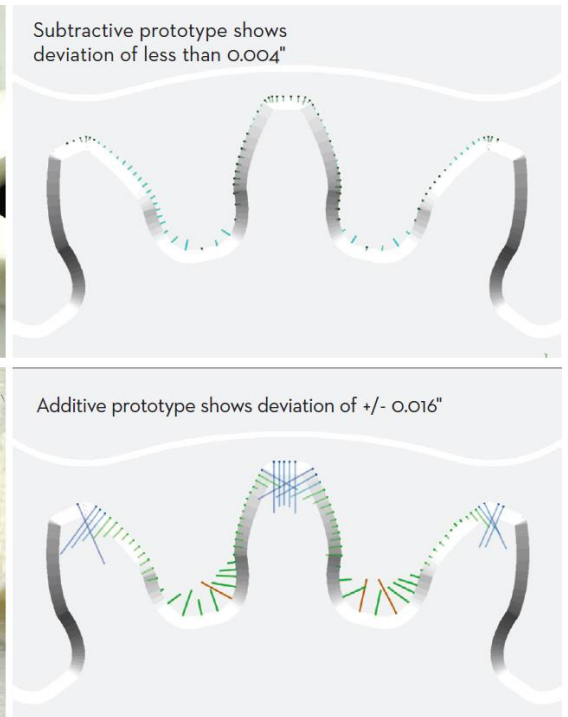 Subtractive prototype shows
deviation of less than 0.004"
Additive prototype shows deviation of +/- 0.016"